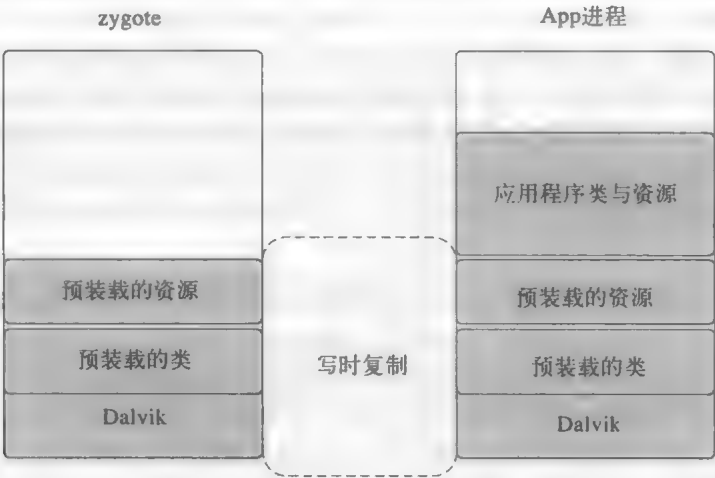 zygote
App进程
应用程序类与资源
预装载的资源
预装载的资源
预装载的类
写时复制
预装载的类
Dalvik
Dalvik